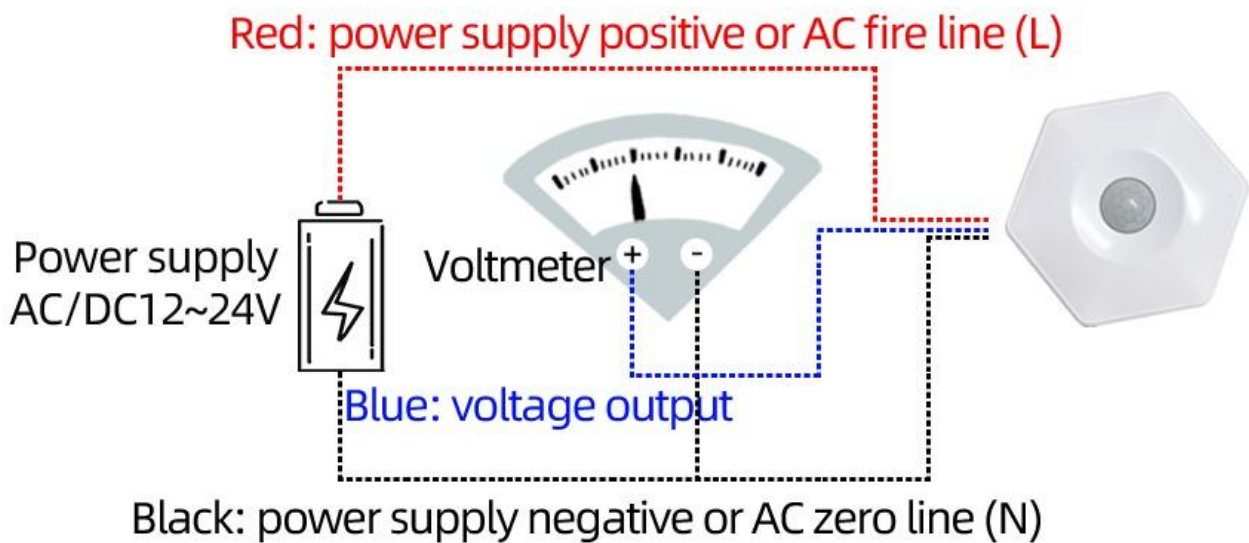 Red: power supply positive or AC fire line (L)
Power supply
AC/DC12~24V
Voltmeter
+ -
Blue: voltage output
Black: power supply negative or AC zero line (N)